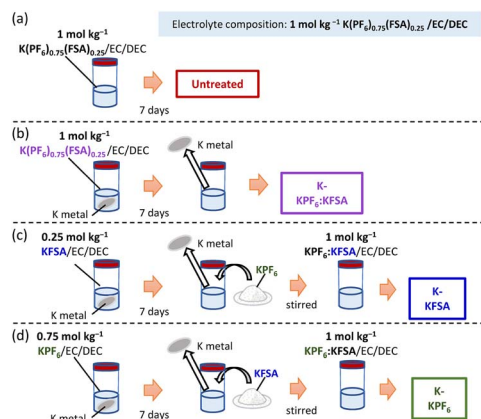 (a)
Electrolyte composition: 1 mol kg⁻¹ K(PF₆)₀.₇₅(FSA)₀.₂₅ /EC/DEC
1 mol kg⁻¹
K(PF₆)₀.₇₅(FSA)₀.₂₅/EC/DEC
Untreated
7 days
(b)
1 mol kg⁻¹
K(PF₆)₀.₇₅(FSA)₀.₂₅/EC/DEC
K metal
K metal
7 days
K-
KPF₆:KFSA
(c)
0.25 mol kg⁻¹
KFSA/EC/DEC
K metal
7 days
K metal
KPF₆
stirred
1 mol kg⁻¹
KPF₆:KFSA/EC/DEC
K-
KFSA
(d)
0.75 mol kg⁻¹
KPF₆/EC/DEC
K metal
7 days
K metal
KFSA
stirred
1 mol kg⁻¹
KPF₆:KFSA/EC/DEC
K-
KPF₆